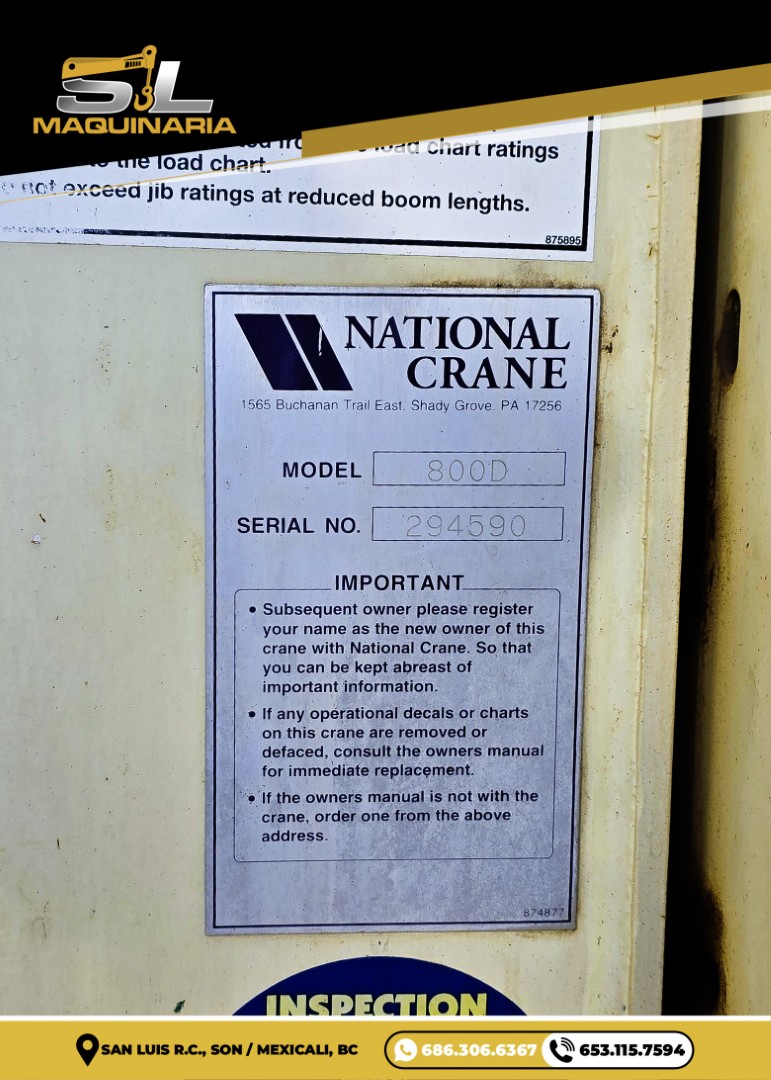 SL
MAQUINARIA
load chart ratings
the load chart.
not exceed jib ratings at reduced boom lengths.
875895
NATIONAL
CRANE
1565 Buchanan Trail East. Shady Grove. PA 17256
MODEL 800D
SERIAL NO. 294590
IMPORTANT
• Subsequent owner please register
your name as the new owner of this
crane with National Crane. So that
you can be kept abreast of
important information.
• If any operational decals or charts
on this crane are removed or
defaced, consult the owners manual
for immediate replacement.
• If the owners manual is not with the
crane, order one from the above
address.
874877
INSPECTION
SAN LUIS R.C., SON / MEXICALI, BC
686.306.6367
653.115.7594